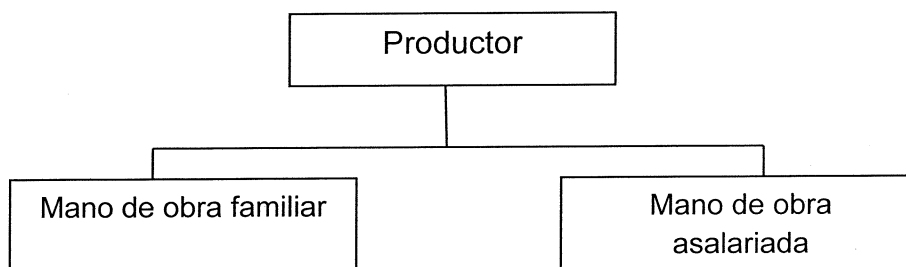 Productor
Mano de obra familiar
Mano de obra
asalariada